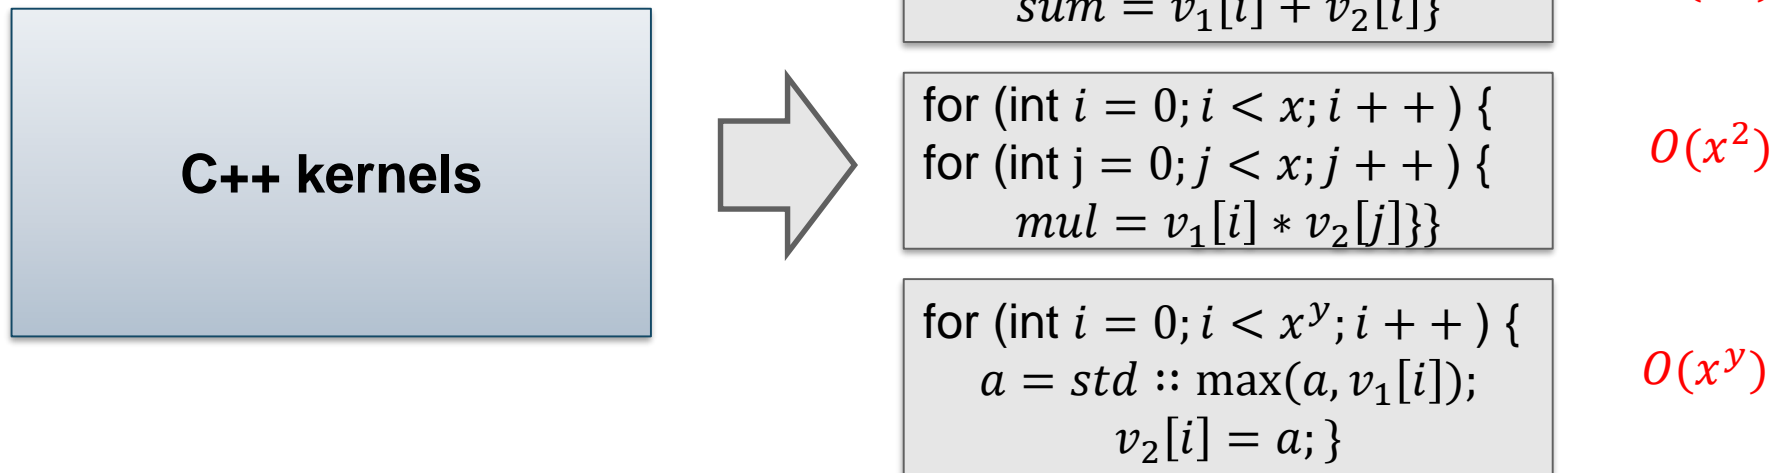 sum = v₁[i] + v₂[i]}
C++ kernels
for (int i = 0; i < x; i + + ) {
for (int j = 0; j < x; j + + ) {
mul = v₁[i] ∗ v₂[j]}}
O(x²)
for (int i = 0; i < xʸ; i + + ) {
a = std ∷ max(a, v₁[i]);
v₂[i] = a; }
O(xʸ)